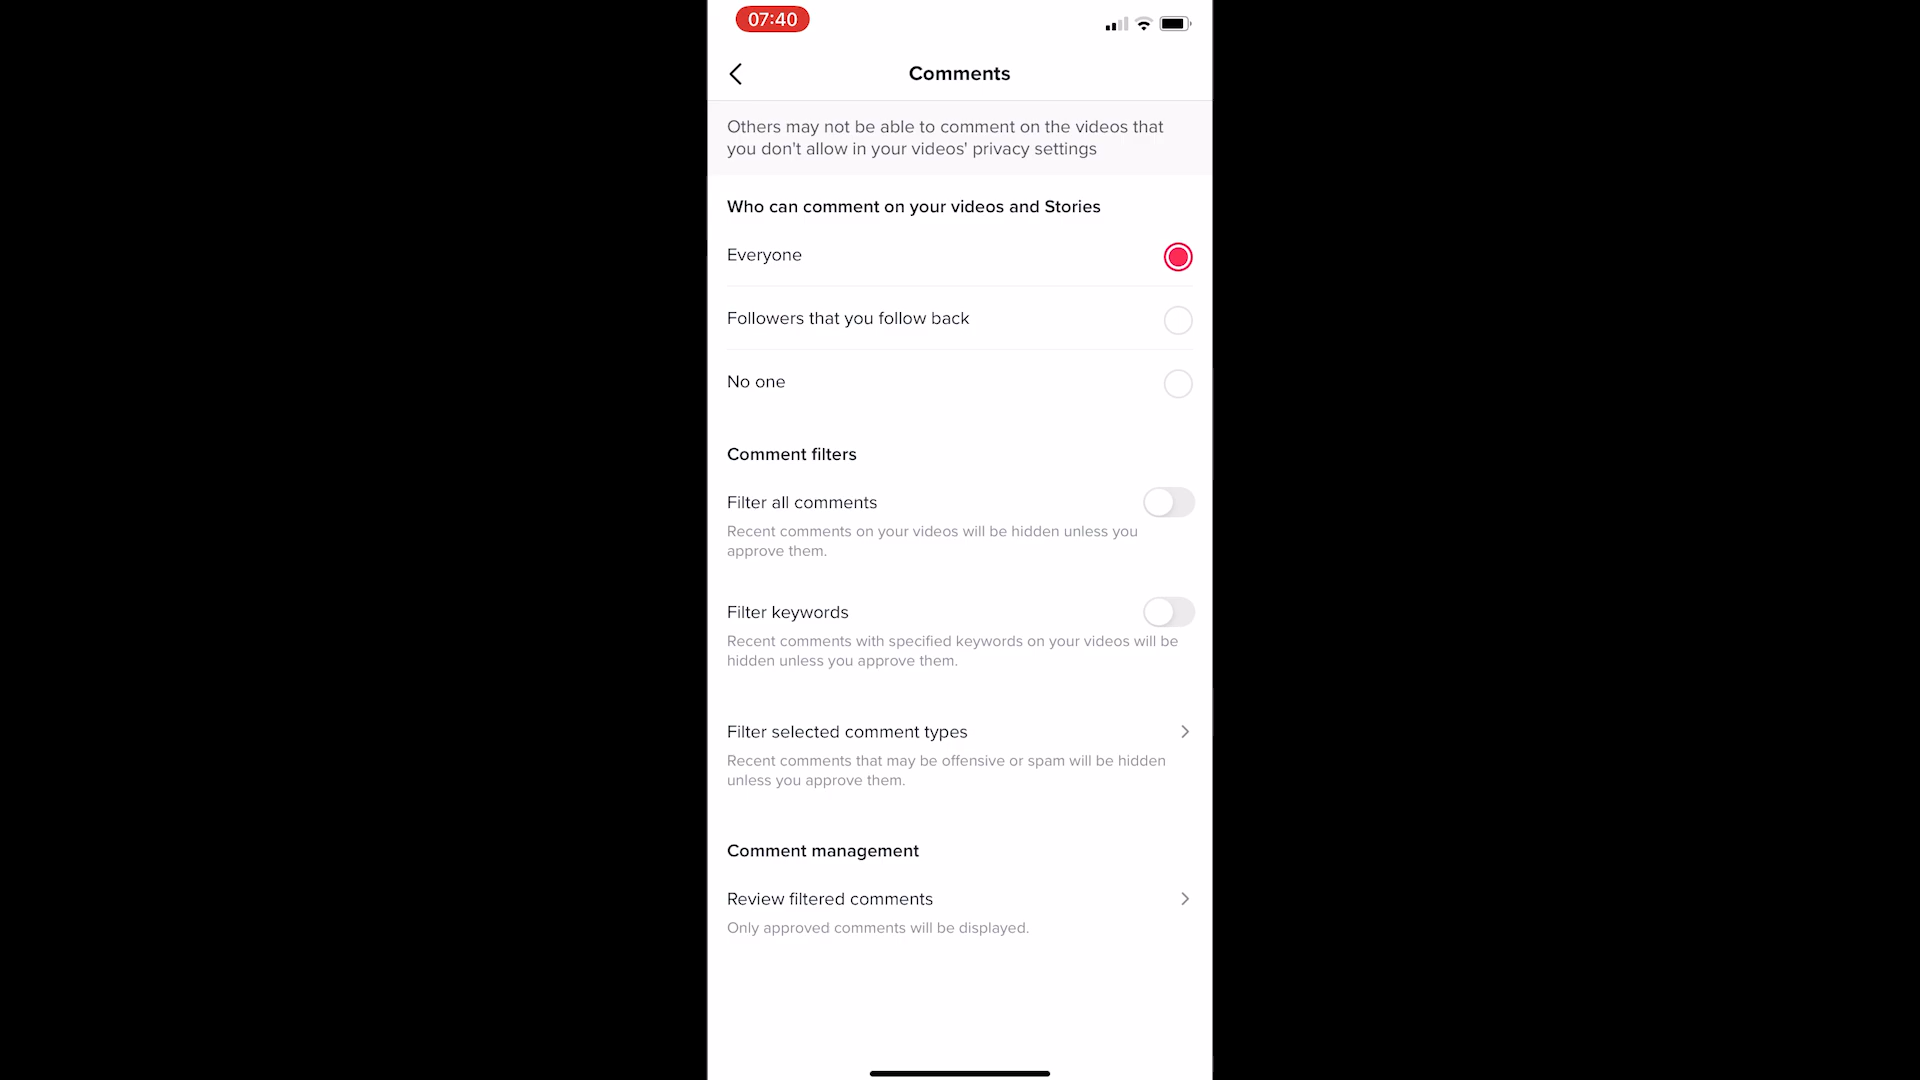 07:40
Comments
Others may not be able to comment on the videos that
you don't allow in your videos' privacy settings
Who can comment on your videos and Stories
Everyone
Followers that you follow back
No one
Comment filters
Filter all comments
Recent comments on your videos will be hidden unless you
approve them.
Filter keywords
Recent comments with specified keywords on your videos will be
hidden unless you approve them.
Filter selected comment types
Recent comments that may be offensive or spam will be hidden
unless you approve them.
Comment management
Review filtered comments
Only approved comments will be displayed.